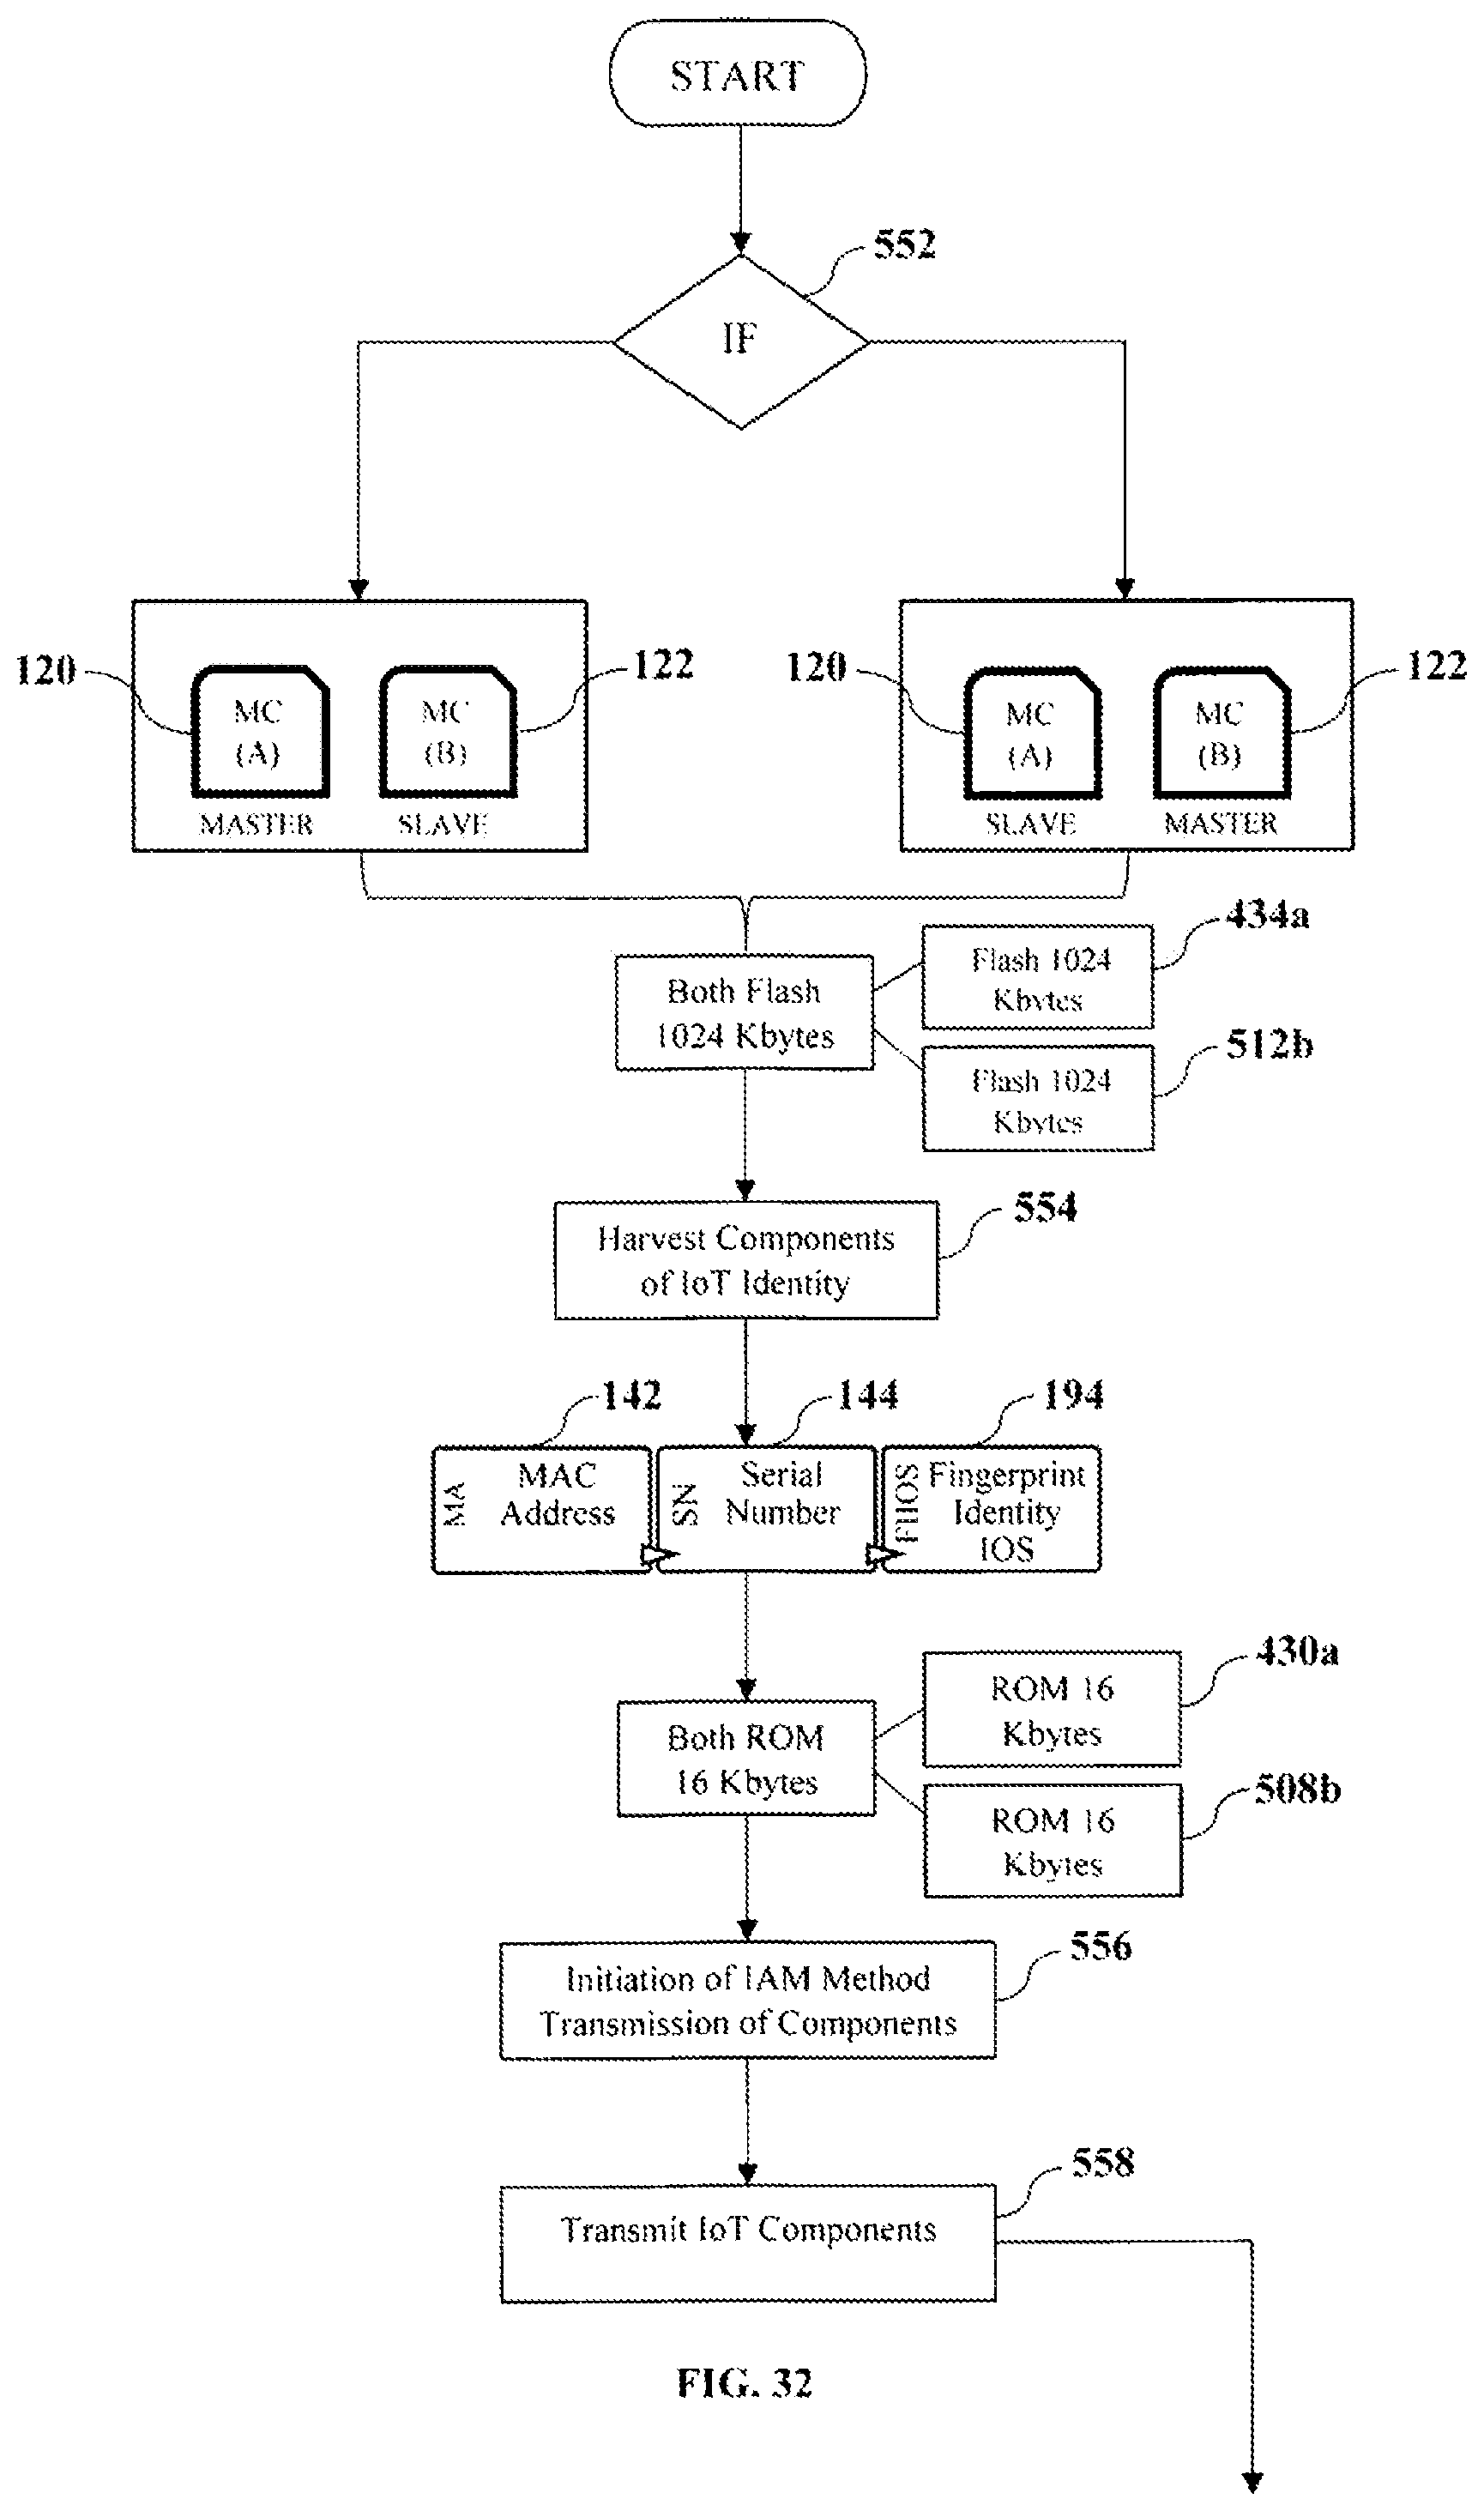 START
552
IF
120
MC
(A)
MASTER
MC
(B)
SLAVE
122
120
MC
(A)
SLAVE
MC
(B)
MASTER
122
Both Flash
1024 Kbytes
434a
Flash 1024
Kbytes
512b
Flash 1024
Kbytes
554
Harvest Components
of IoT Identity
142
MA
MAC
Address
144
SN
Serial
Number
194
FIIOS
Fingerprint
Identity
IOS
Both ROM
16 Kbytes
430a
ROM 16
Kbytes
508b
ROM 16
Kbytes
556
Initiation of IAM Method
Transmission of Components
558
Transmit IoT Components
FIG. 32